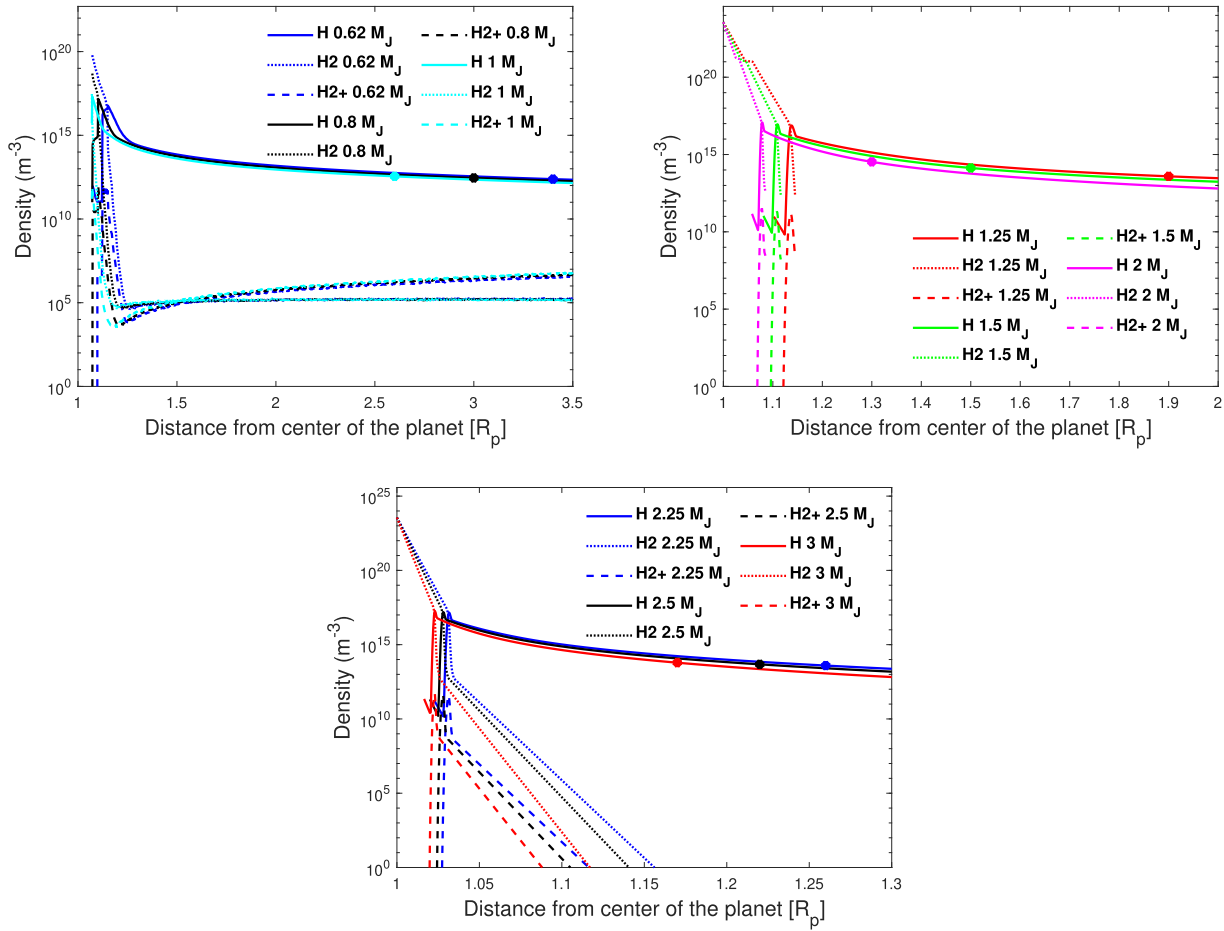 Density (m^-3)
10^20
10^15
10^10
10^5
10^0
H 0.62 M_J
H2 0.62 M_J
H2+ 0.62 M_J
H 0.8 M_J
H2 0.8 M_J
H2+ 0.8 M_J
H 1 M_J
H2 1 M_J
H2+ 1 M_J
1 1.5 2 2.5 3 3.5
Distance from center of the planet [R_p]
Density (m^-3)
10^20
10^15
10^10
10^5
10^0
H 1.25 M_J
H2 1.25 M_J
H2+ 1.25 M_J
H 1.5 M_J
H2 1.5 M_J
H2+ 1.5 M_J
H 2 M_J
H2 2 M_J
H2+ 2 M_J
1 1.1 1.2 1.3 1.4 1.5 1.6 1.7 1.8 1.9 2
Distance from center of the planet [R_p]
Density (m^-3)
10^25
10^20
10^15
10^10
10^5
10^0
H 2.25 M_J
H2 2.25 M_J
H2+ 2.25 M_J
H 2.5 M_J
H2 2.5 M_J
H2+ 2.5 M_J
H 3 M_J
H2 3 M_J
H2+ 3 M_J
1 1.05 1.1 1.15 1.2 1.25 1.3
Distance from center of the planet [R_p]